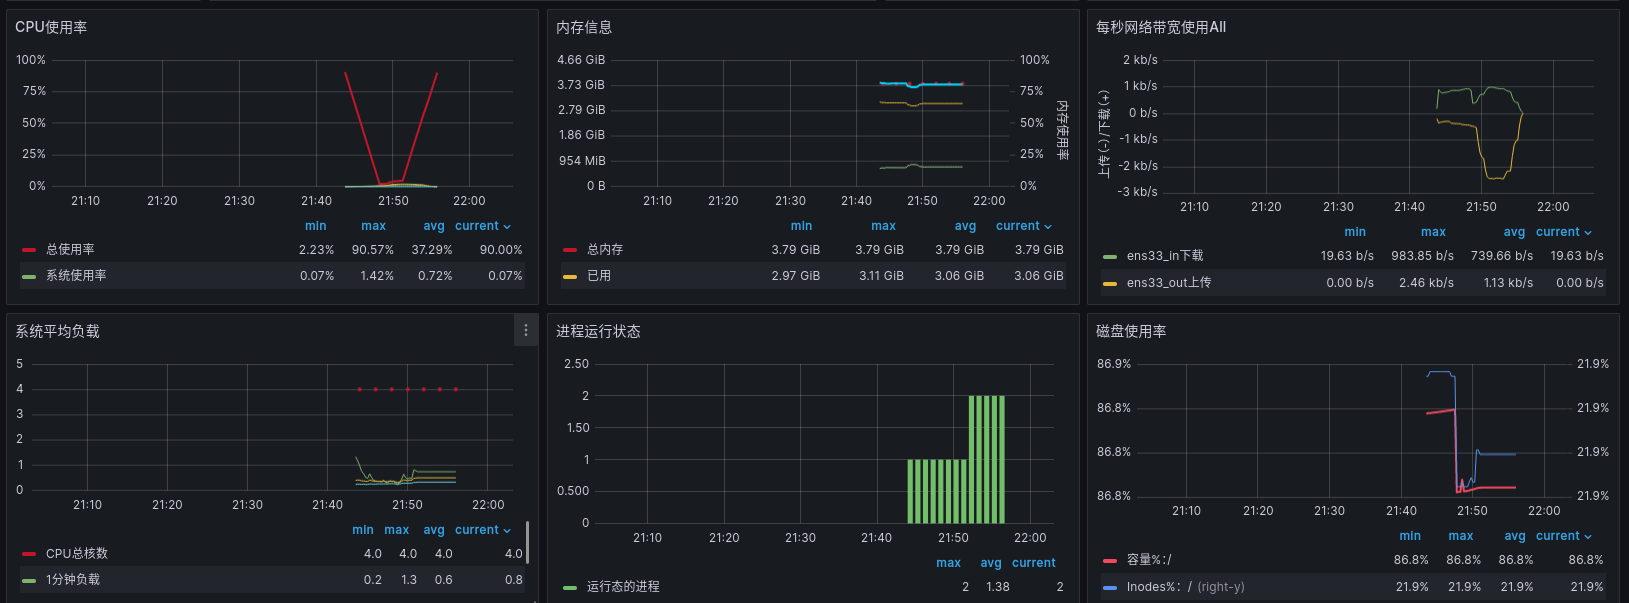 CPU使用率
100%
75%
50%
25%
0%
21:10 21:20 21:30 21:40 21:50 22:00
min max avg current
总使用率 2.23% 90.57% 37.29% 90.00%
系统使用率 0.07% 1.42% 0.72% 0.07%
内存信息
4.66 GiB 100%
3.73 GiB 75%
2.79 GiB
1.86 GiB 50%
954 MiB 25%
0 B 0%
内存使用率
21:10 21:20 21:30 21:40 21:50 22:00
min max avg current
总内存 3.79 GiB 3.79 GiB 3.79 GiB 3.79 GiB
已用 2.97 GiB 3.11 GiB 3.06 GiB 3.06 GiB
每秒网络带宽使用All
上传(-)/下载(+)
2 kb/s
1 kb/s
0 b/s
-1 kb/s
-2 kb/s
-3 kb/s
21:10 21:20 21:30 21:40 21:50 22:00
min max avg current
ens33_in下载 19.63 b/s 983.85 b/s 739.66 b/s 19.63 b/s
ens33_out上传 0.00 b/s 2.46 kb/s 1.13 kb/s 0.00 b/s
系统平均负载
5
4
3
2
1
0
21:10 21:20 21:30 21:40 21:50 22:00
min max avg current
CPU总核数 4.0 4.0 4.0 4.0
1分钟负载 0.2 1.3 0.6 0.8
进程运行状态
2.50
2
1.50
1
0.500
0
21:10 21:20 21:30 21:40 21:50 22:00
max avg current
运行态的进程 2 1.38 2
磁盘使用率
86.9% 21.9%
86.8% 21.9%
86.8% 21.9%
86.8% 21.9%
21:10 21:20 21:30 21:40 21:50 22:00
min max avg current
容量%:/ 86.8% 86.8% 86.8% 86.8%
Inodes%：/ (right-y) 21.9% 21.9% 21.9% 21.9%